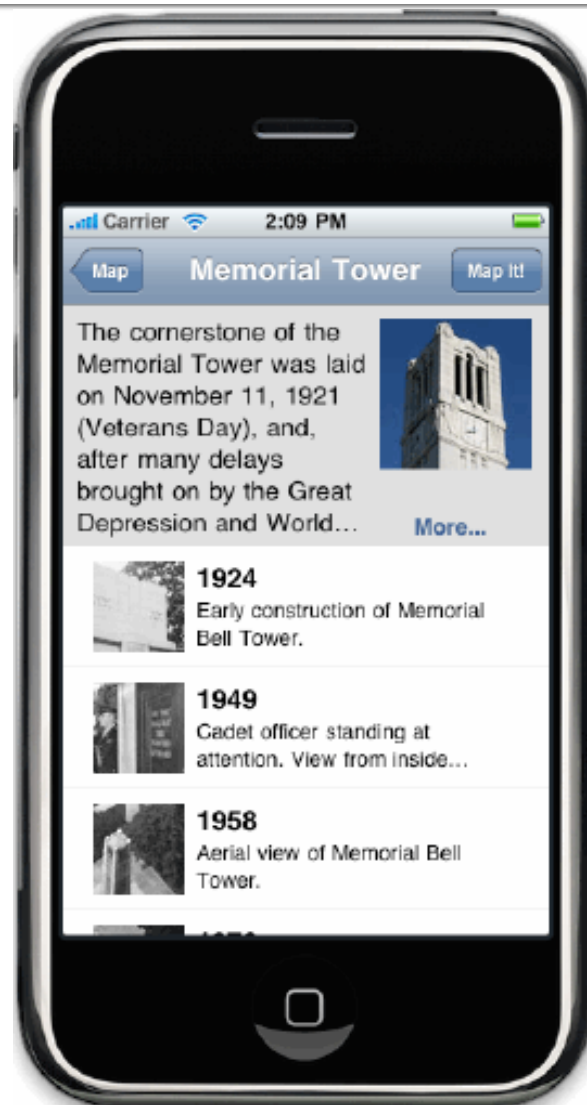 Carrier 2:09 PM
Map Memorial Tower Map It!
The cornerstone of the
Memorial Tower was laid
on November 11, 1921
(Veterans Day), and,
after many delays
brought on by the Great
Depression and World...
More...
1924
Early construction of Memorial
Bell Tower.
1949
Cadet officer standing at
attention. View from inside...
1958
Aerial view of Memorial Bell
Tower.